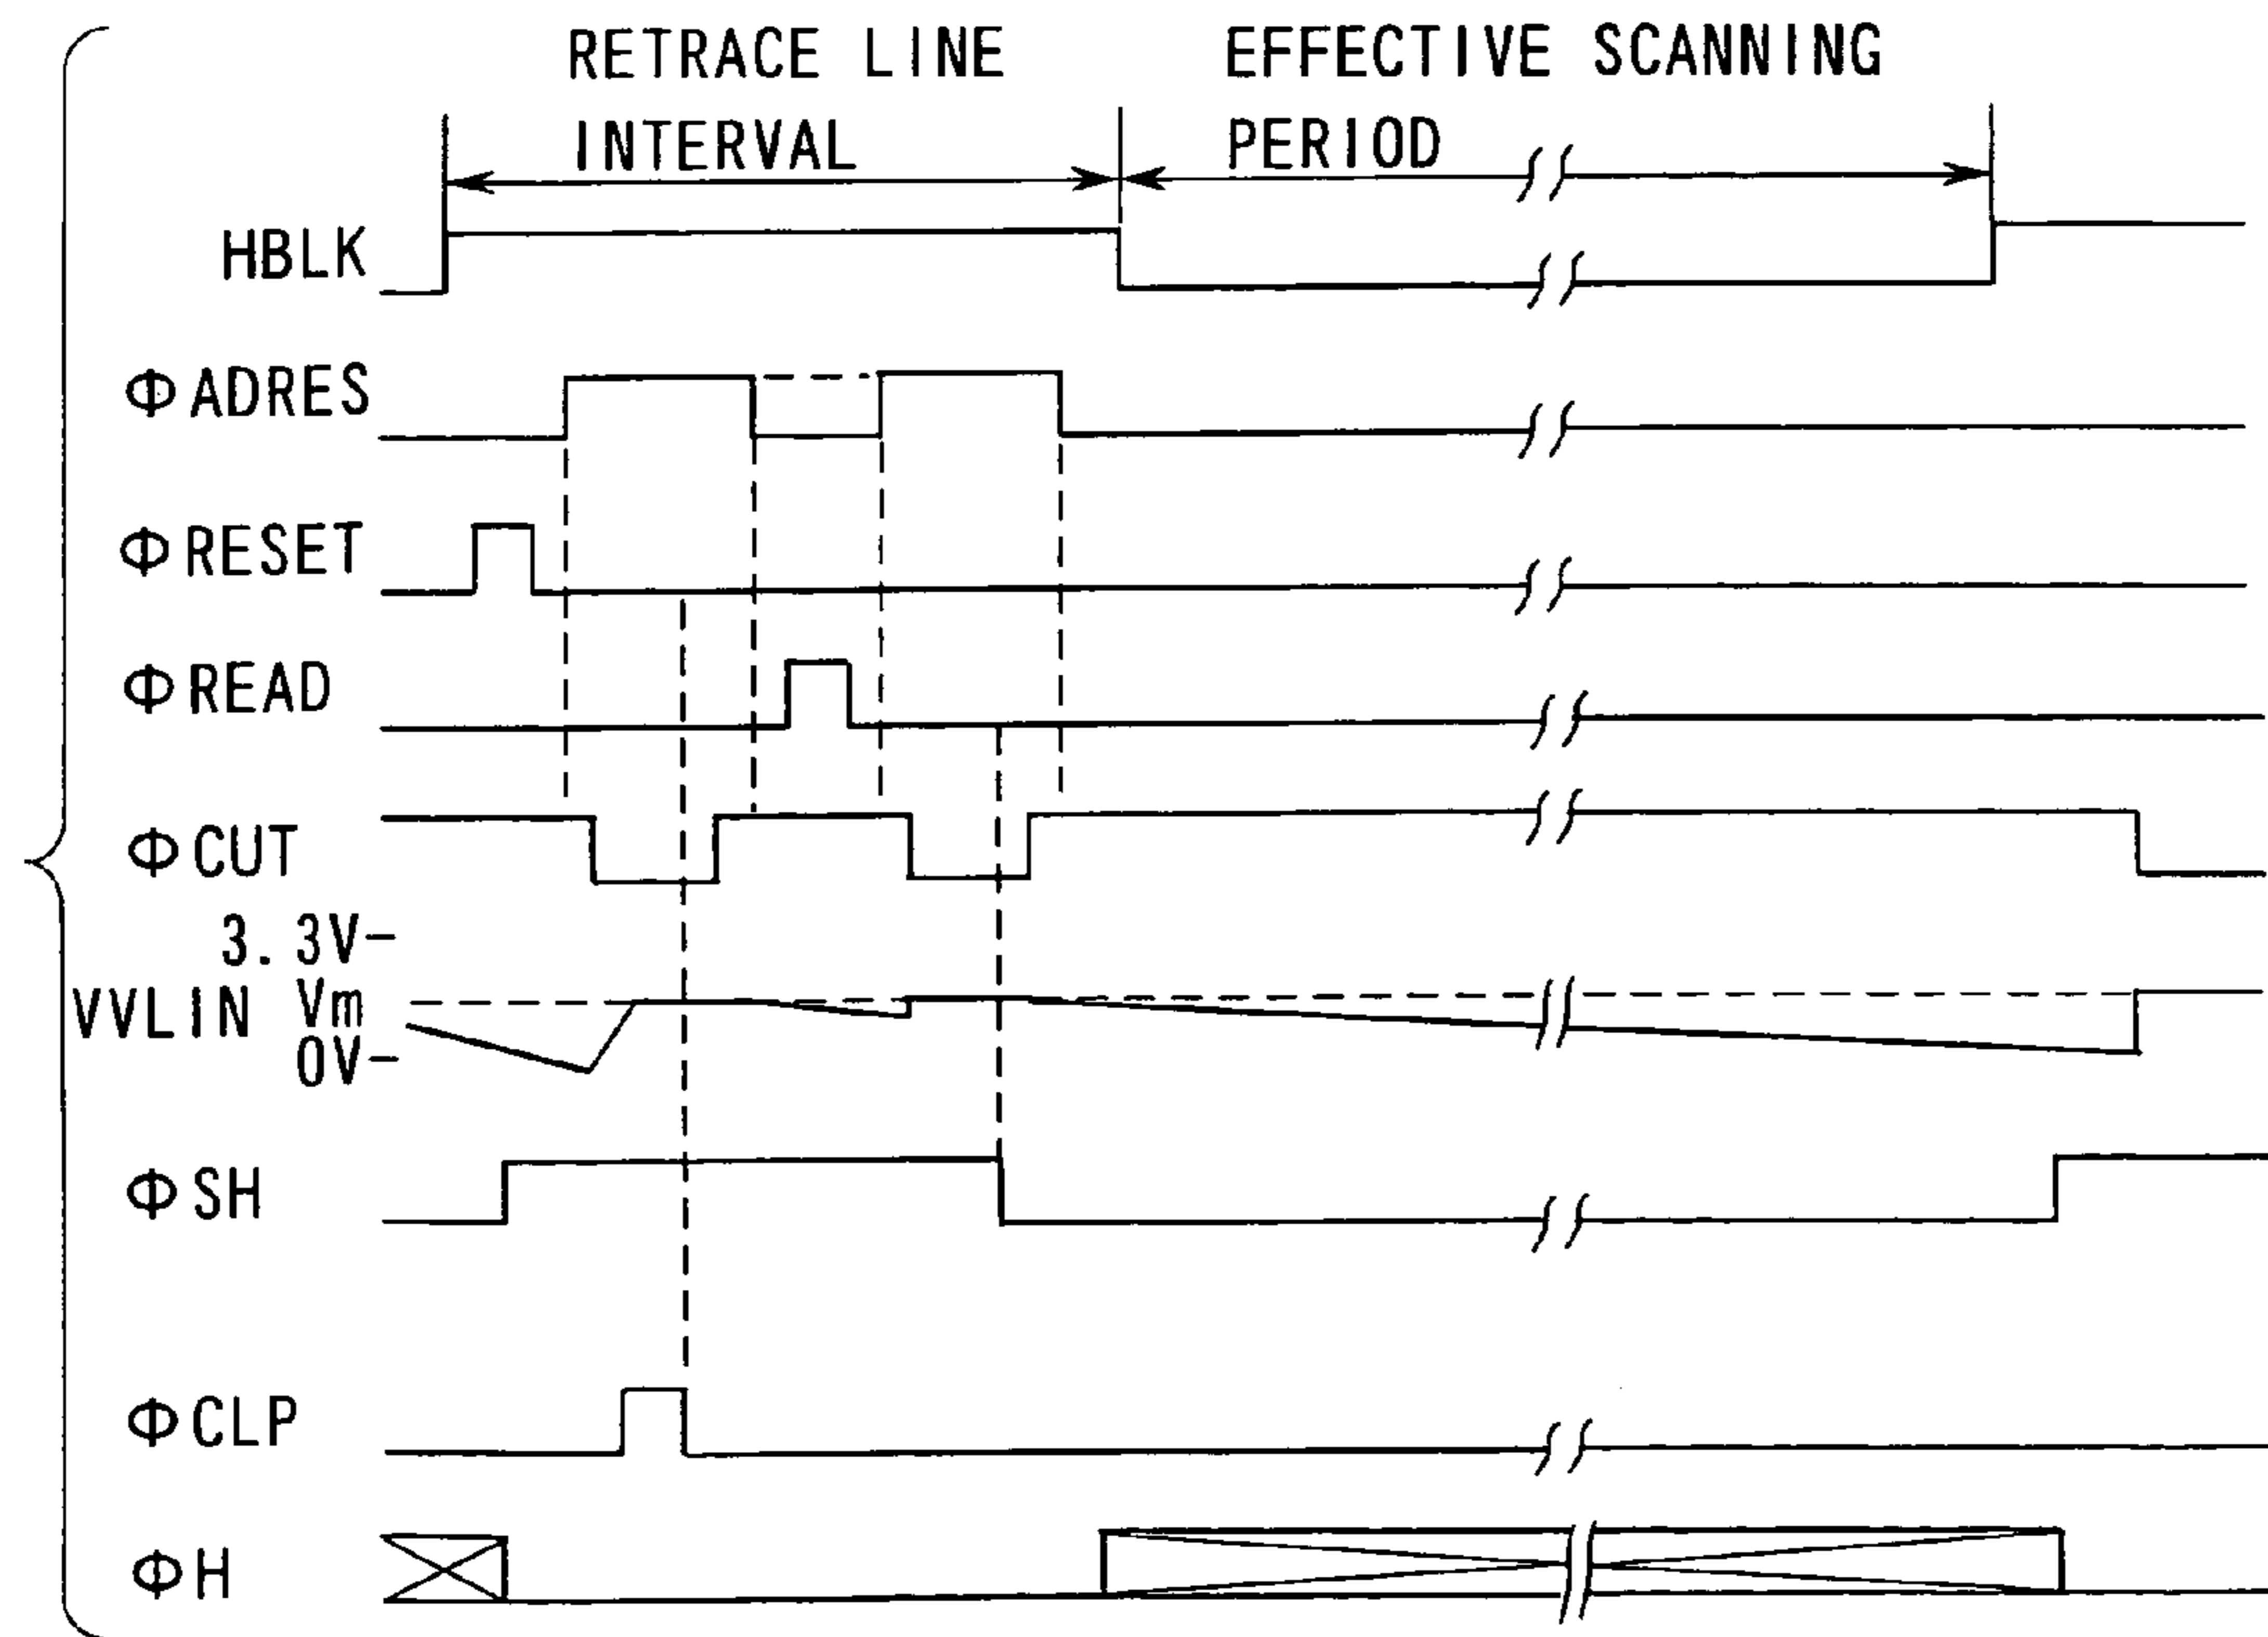 RETRACE LINE INTERVAL
EFFECTIVE SCANNING PERIOD
HBLK
ΦADRES
ΦRESET
ΦREAD
ΦCUT
3.3V
VVLIN Vm
0V
ΦSH
ΦCLP
ΦH